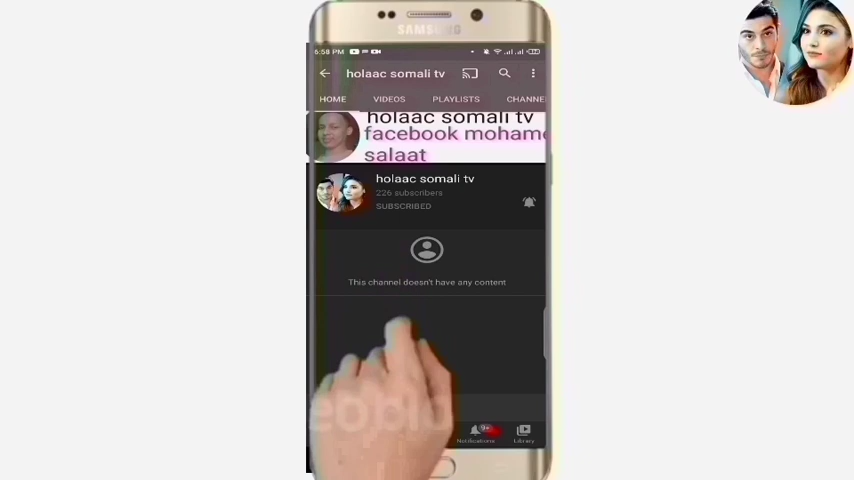 SAMSUNG
6:58 PM
holaac somali tv
HOME VIDEOS PLAYLISTS CHANNE
holaac somali tv
facebook mohame
salaat
holaac somali tv
226 subscribers
SUBSCRIBED
This channel doesn't have any content
9+
Notifications Library